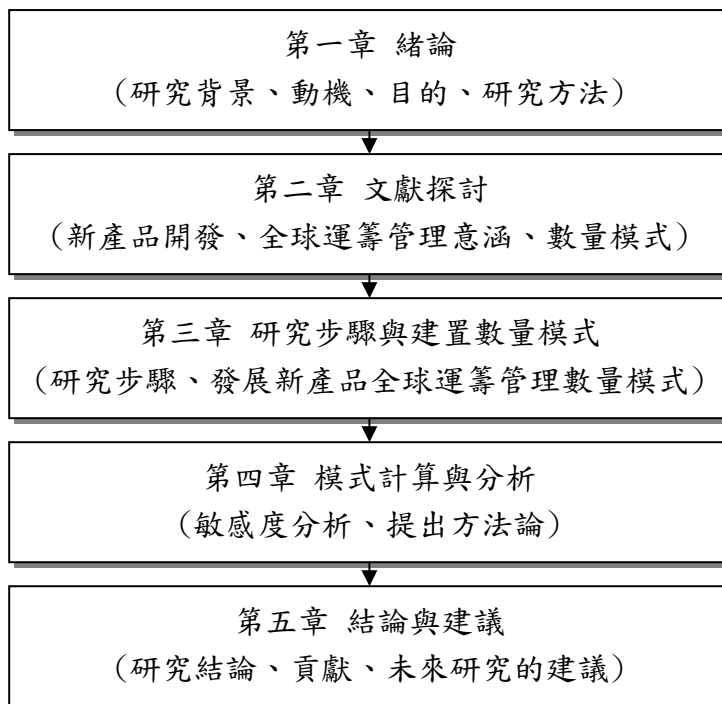 第一章 緒論
(研究背景、動機、目的、研究方法)
第二章 文獻探討
(新產品開發、全球運籌管理意涵、數量模式)
第三章 研究步驟與建置數量模式
(研究步驟、發展新產品全球運籌管理數量模式)
第四章 模式計算與分析
(敏感度分析、提出方法論)
第五章 結論與建議
(研究結論、貢獻、未來研究的建議)